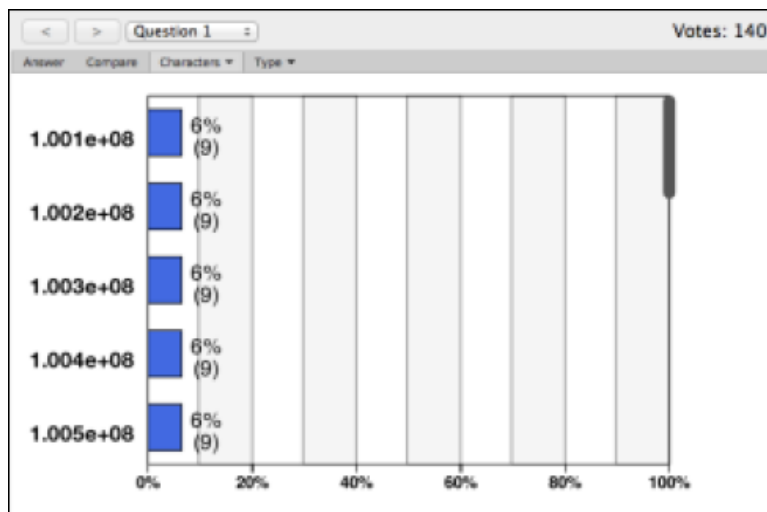 < > Question 1 Votes: 140
Answer Compare Characters ▾ Type ▾
1.001e+08 6%
(9)
1.002e+08 6%
(9)
1.003e+08 6%
(9)
1.004e+08 6%
(9)
1.005e+08 6%
(9)
0% 20% 40% 60% 80% 100%